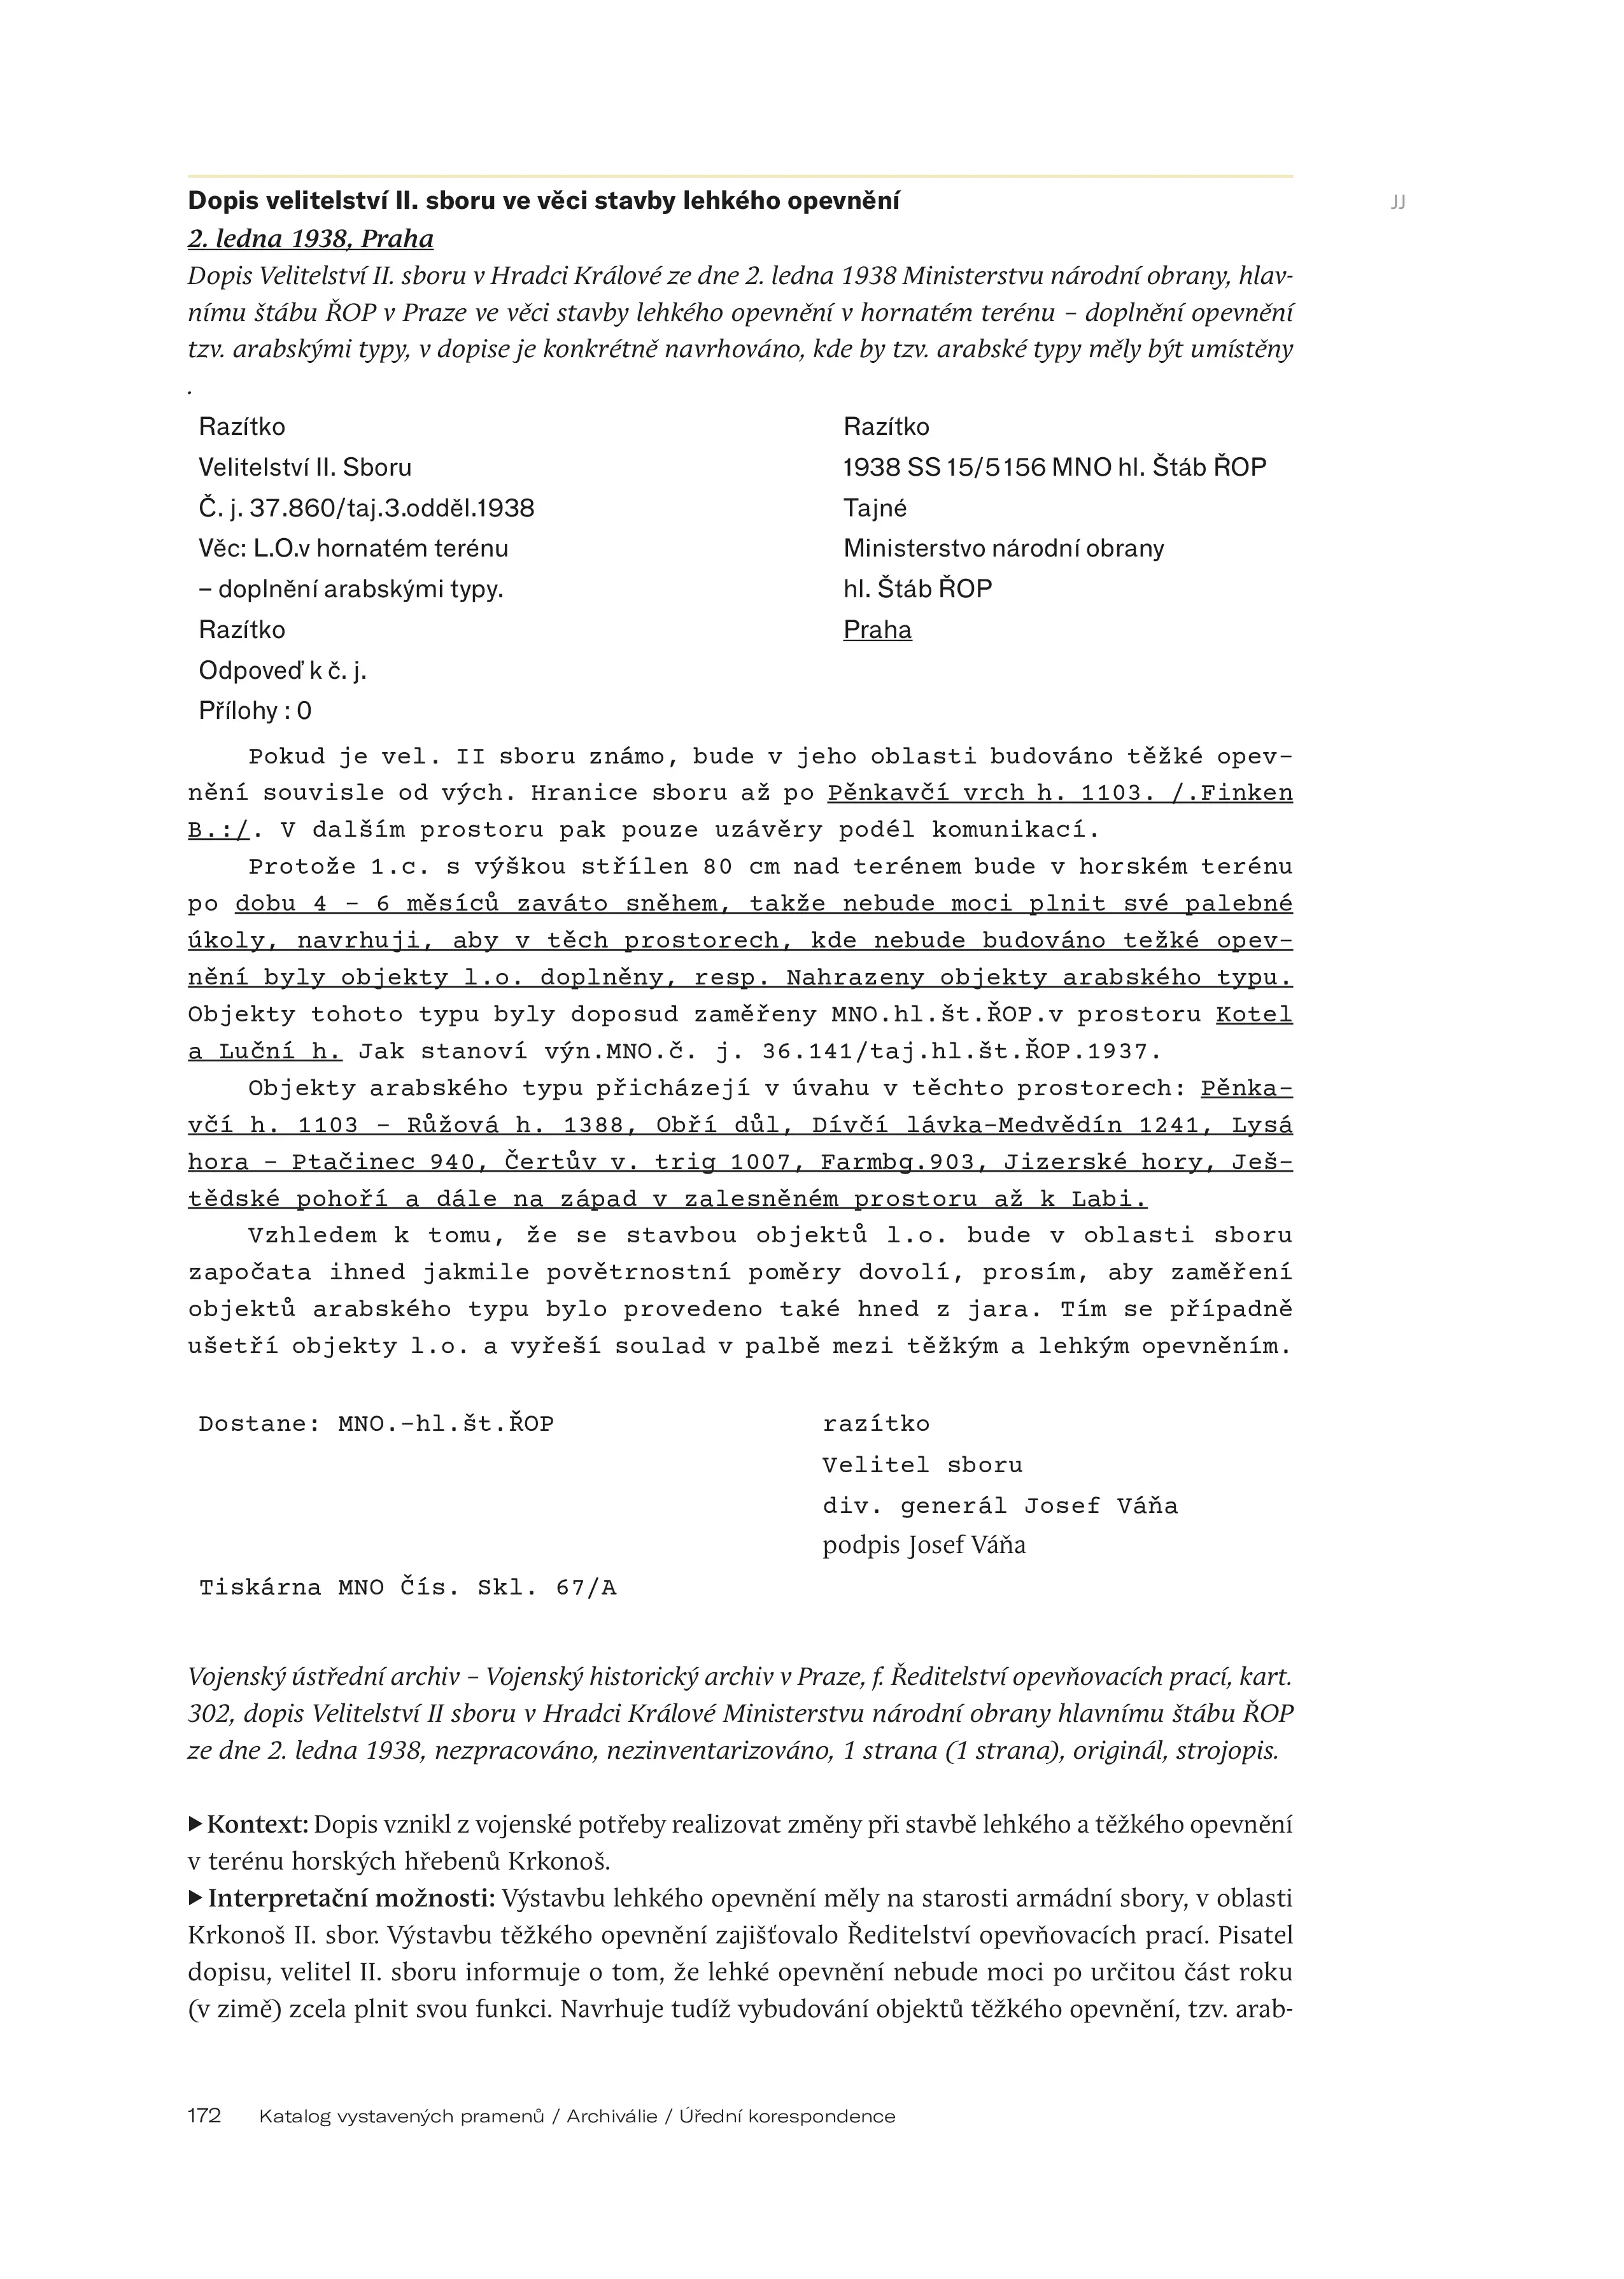 Dopis velitelství II. sboru ve věci stavby lehkého opevnění
JJ
2. ledna 1938, Praha
Dopis Velitelství II. sboru v Hradci Králové ze dne 2. ledna 1938 Ministerstvu národní obrany, hlav-
nímu štábu ŘOP v Praze ve věci stavby lehkého opevnění v hornatém terénu – doplnění opevnění
tzv. arabskými typy, v dopise je konkrétně navrhováno, kde by tzv. arabské typy měly být umístěny
.
Razítko
Velitelství II. Sboru
Č. j. 37.860/taj.3.odděl.1938
Věc: L.O.v hornatém terénu
– doplnění arabskými typy.
Razítko
Odpoveď k č. j.
Přílohy : 0
Razítko
1938 SS 15/5156 MNO hl. Štáb ŘOP
Tajné
Ministerstvo národní obrany
hl. Štáb ŘOP
Praha
Pokud je vel. II sboru známo, bude v jeho oblasti budováno těžké opev-
nění souvisle od vých. Hranice sboru až po Pěnkavčí vrch h. 1103. /.Finken
B.:/. V dalším prostoru pak pouze uzávěry podél komunikací.
Protože 1.c. s výškou střílen 80 cm nad terénem bude v horském terénu
po dobu 4 – 6 měsíců zaváto sněhem, takže nebude moci plnit své palebné
úkoly, navrhuji, aby v těch prostorech, kde nebude budováno težké opev-
nění byly objekty l.o. doplněny, resp. Nahrazeny objekty arabského typu.
Objekty tohoto typu byly doposud zaměřeny MNO.hl.št.ŘOP.v prostoru Kotel
a Luční h. Jak stanoví výn.MNO.č. j. 36.141/taj.hl.št.ŘOP.1937.
Objekty arabského typu přicházejí v úvahu v těchto prostorech: Pěnka-
včí h. 1103 – Růžová h. 1388, Obří důl, Dívčí lávka–Medvědín 1241, Lysá
hora – Ptačinec 940, Čertův v. trig 1007, Farmbg.903, Jizerské hory, Ješ-
tědské pohoří a dále na západ v zalesněném prostoru až k Labi.
Vzhledem k tomu, že se stavbou objektů l.o. bude v oblasti sboru
započata ihned jakmile povětrnostní poměry dovolí, prosím, aby zaměření
objektů arabského typu bylo provedeno také hned z jara. Tím se případně
ušetří objekty l.o. a vyřeší soulad v palbě mezi těžkým a lehkým opevněním.
Dostane: MNO.-hl.št.ŘOP
razítko
Velitel sboru
div. generál Josef Váňa
podpis Josef Váňa
Tiskárna MNO Čís. Skl. 67/A
Vojenský ústřední archiv – Vojenský historický archiv v Praze, f. Ředitelství opevňovacích prací, kart.
302, dopis Velitelství II sboru v Hradci Králové Ministerstvu národní obrany hlavnímu štábu ŘOP
ze dne 2. ledna 1938, nezpracováno, nezinventarizováno, 1 strana (1 strana), originál, strojopis.
▶ Kontext: Dopis vznikl z vojenské potřeby realizovat změny při stavbě lehkého a těžkého opevnění
v terénu horských hřebenů Krkonoš.
▶ Interpretační možnosti: Výstavbu lehkého opevnění měly na starosti armádní sbory, v oblasti
Krkonoš II. sbor. Výstavbu těžkého opevnění zajišťovalo Ředitelství opevňovacích prací. Pisatel
dopisu, velitel II. sboru informuje o tom, že lehké opevnění nebude moci po určitou část roku
(v zimě) zcela plnit svou funkci. Navrhuje tudíž vybudování objektů těžkého opevnění, tzv. arab-
172 Katalog vystavených pramenů / Archiválie / Úřední korespondence